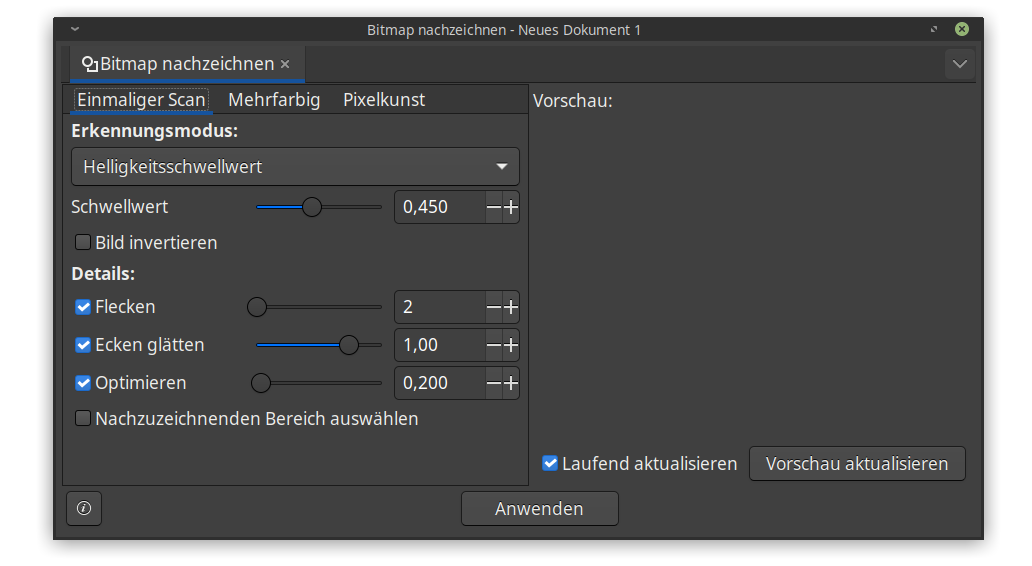 Bitmap nachzeichnen - Neues Dokument 1
Bitmap nachzeichnen
Einmaliger Scan Mehrfarbig Pixelkunst
Erkennungsmodus:
Helligkeitsschwellwert
Schwellwert 0,450
Bild invertieren
Details:
Flecken 2
Ecken glätten 1,00
Optimieren 0,200
Nachzuzeichnenden Bereich auswählen
Vorschau:
Laufend aktualisieren Vorschau aktualisieren
Anwenden